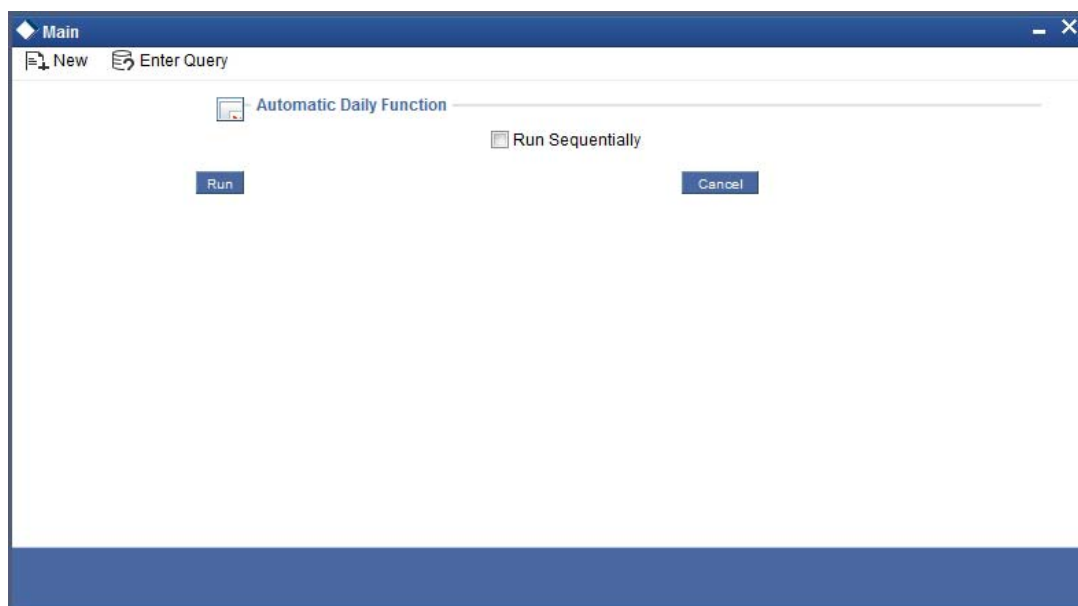 Main
New Enter Query
Automatic Daily Function
Run Sequentially
Run Cancel